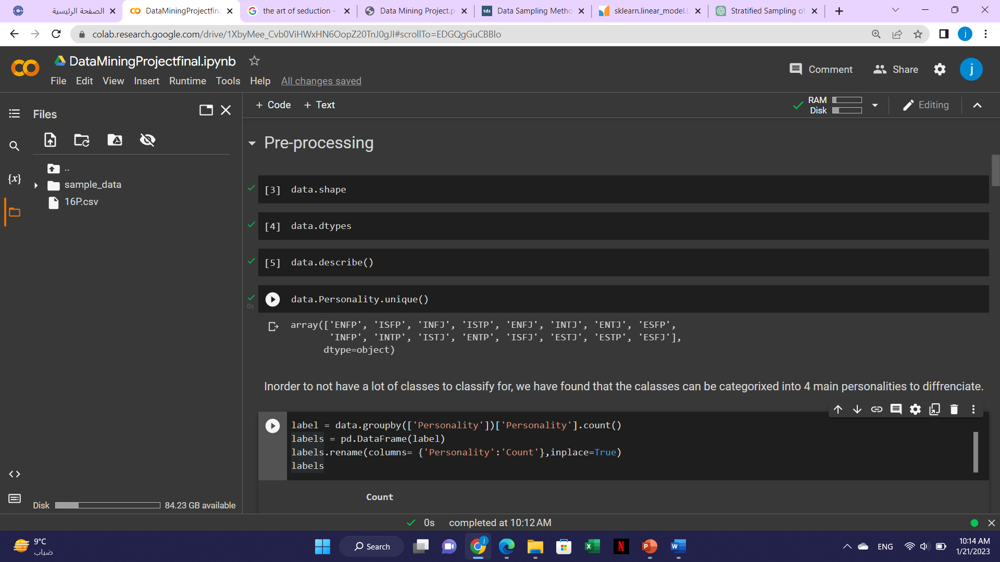 الصفحة الرئيسية
DataMiningProjectfina
the art of seduction -
Data Mining Project.p
tds
Data Sampling Metho
sklearn.linear_model.L
Stratified Sampling of
colab.research.google.com/drive/1XbyMee_Cvb0ViHWxHN6OopZ20TnJ0gJI#scrollTo=EDGQgGuCBBlo
j
DataMiningProjectfinal.ipynb
File Edit View Insert Runtime Tools Help All changes saved
Comment Share j
Files
+ Code + Text
RAM
Disk
Editing
..
sample_data
16P.csv
{x}
Disk 84.23 GB available
Pre-processing
[3] data.shape
[4] data.dtypes
[5] data.describe()
0s
data.Personality.unique()
array(['ENFP', 'ISFP', 'INFJ', 'ISTP', 'ENFJ', 'INTJ', 'ENTJ', 'ESFP',
'INFP', 'INTP', 'ISTJ', 'ENTP', 'ISFJ', 'ESTJ', 'ESTP', 'ESFJ'],
dtype=object)
Inorder to not have a lot of classes to classify for, we have found that the calasses can be categorixed into 4 main personalities to diffrenciate.
label = data.groupby(['Personality'])['Personality'].count()
labels = pd.DataFrame(label)
labels.rename(columns= {'Personality':'Count'},inplace=True)
labels
Count
0s completed at 10:12 AM
9°C
ضباب
Search
j
X
N
P
W
ENG
10:14 AM
1/21/2023